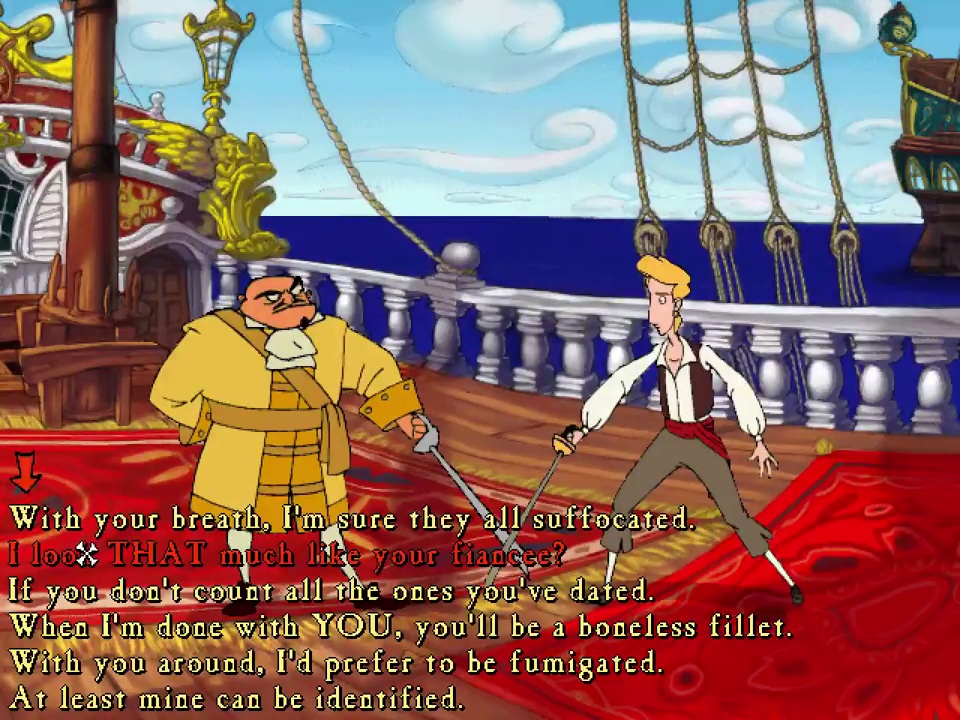 With your breath, I'm sure they all suffocated.
I look THAT much like your fiancee?
If you don't count all the ones you've dated.
When I'm done with YOU, you'll be a boneless fillet.
With you around, I'd prefer to be fumigated.
At least mine can be identified.